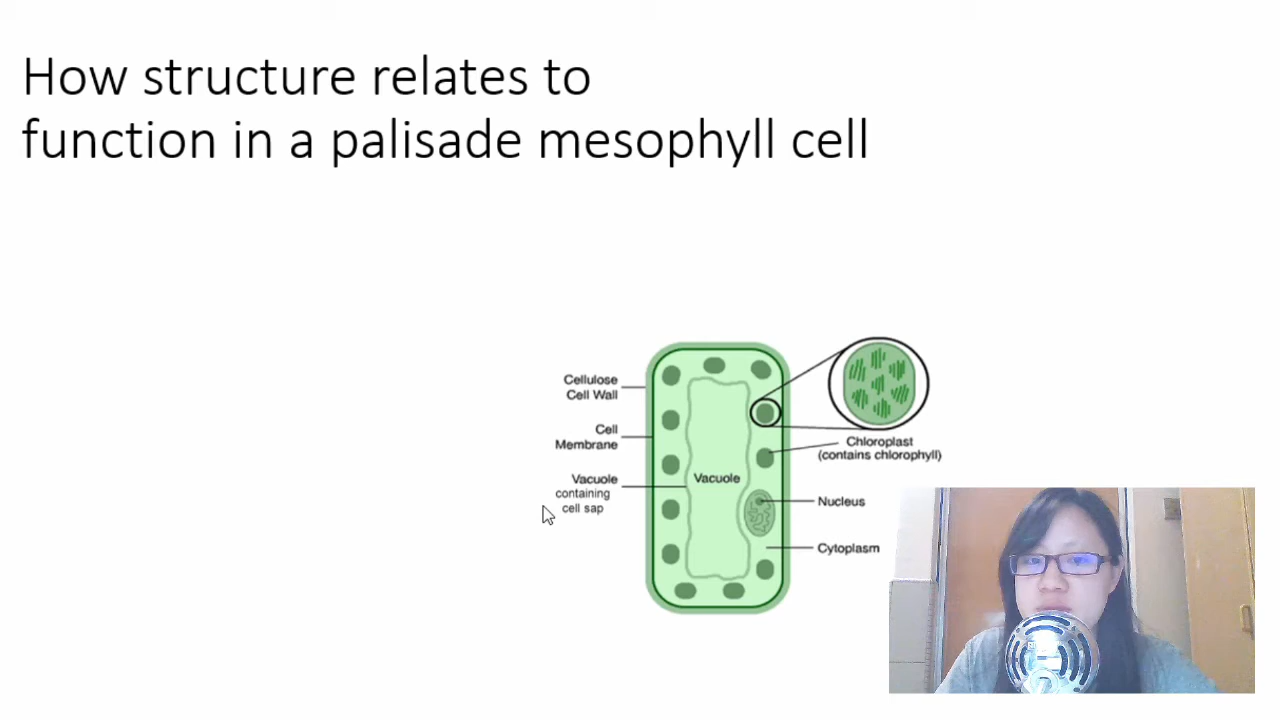 How structure relates to
function in a palisade mesophyll cell
Cellulose
Cell Wall
Cell
Membrane
Vacuole
containing
cell sap
Vacuole
Chloroplast
(contains chlorophyll)
Nucleus
Cytoplasm